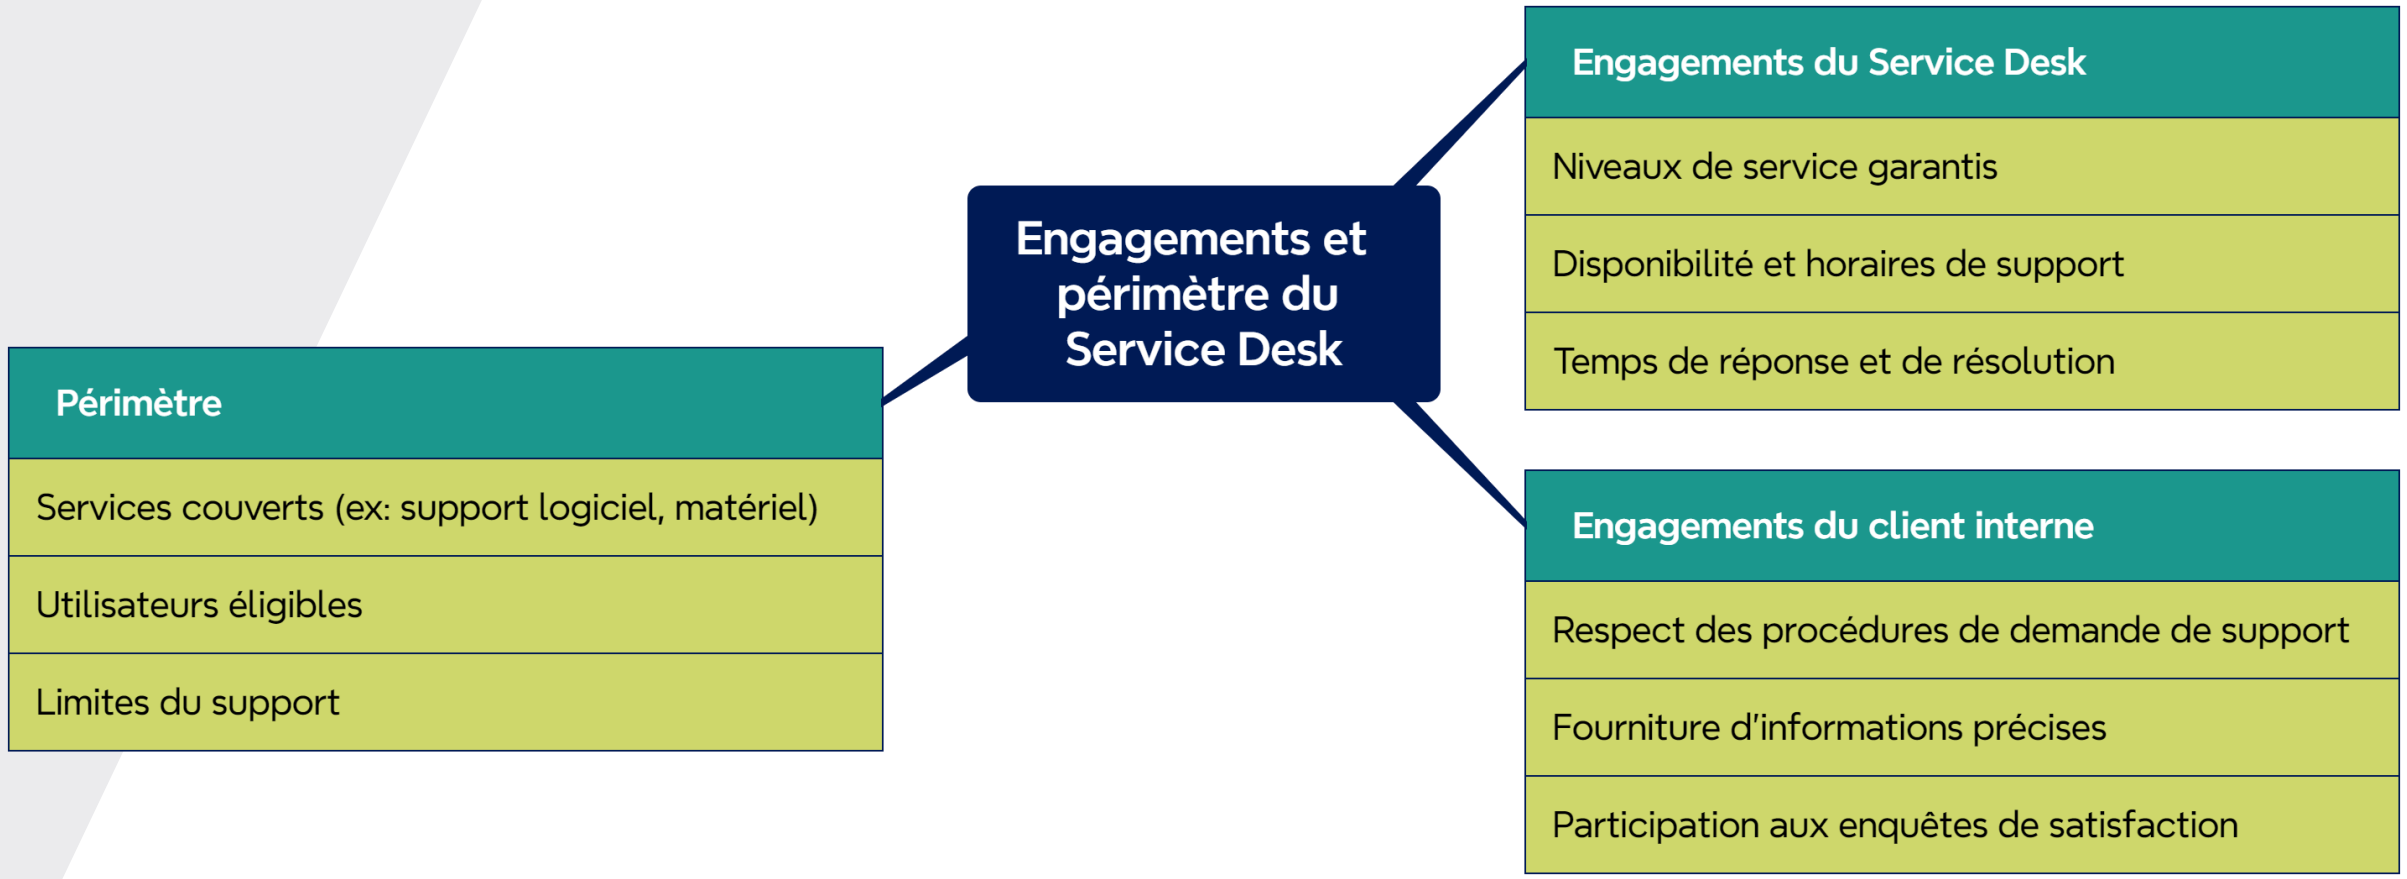 Engagements et
périmètre du
Service Desk
Périmètre
Services couverts (ex: support logiciel, matériel)
Utilisateurs éligibles
Limites du support
Engagements du Service Desk
Niveaux de service garantis
Disponibilité et horaires de support
Temps de réponse et de résolution
Engagements du client interne
Respect des procédures de demande de support
Fourniture d’informations précises
Participation aux enquêtes de satisfaction